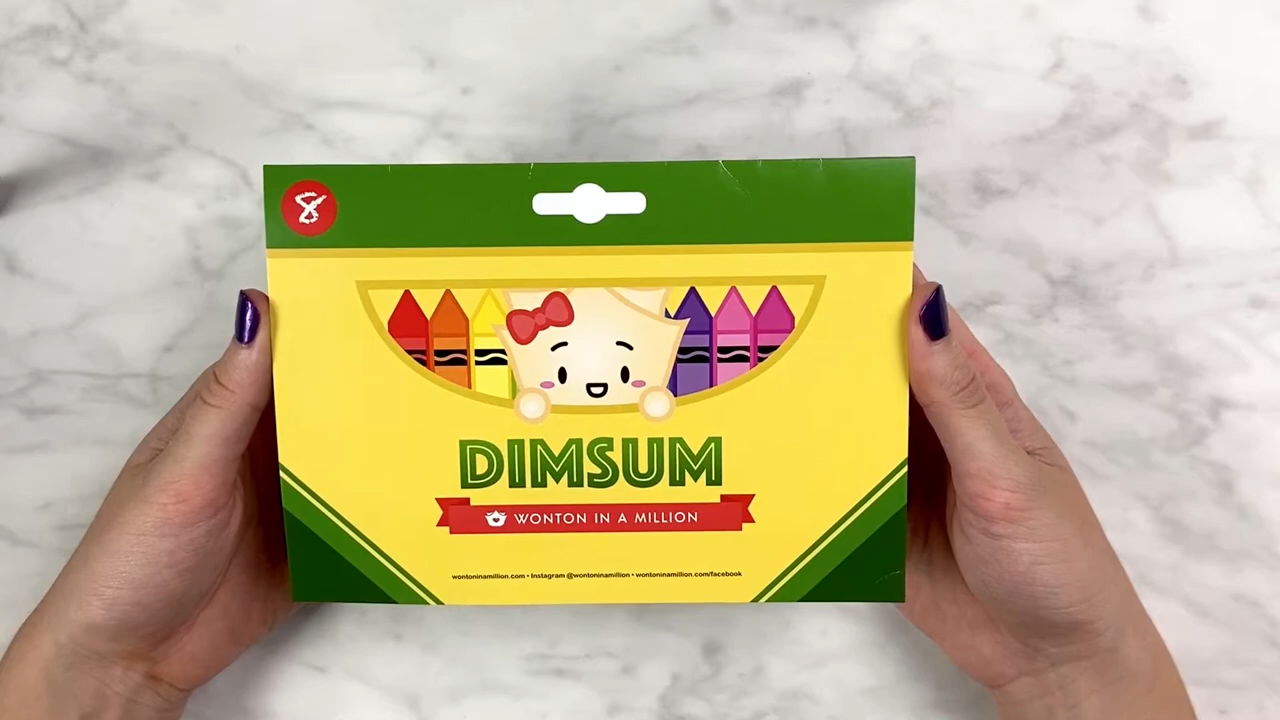 8
DIMSUM
WONTON IN A MILLION
wontoninamillion.com • Instagram @wontoninamillion • wontoninamillion.com/facebook